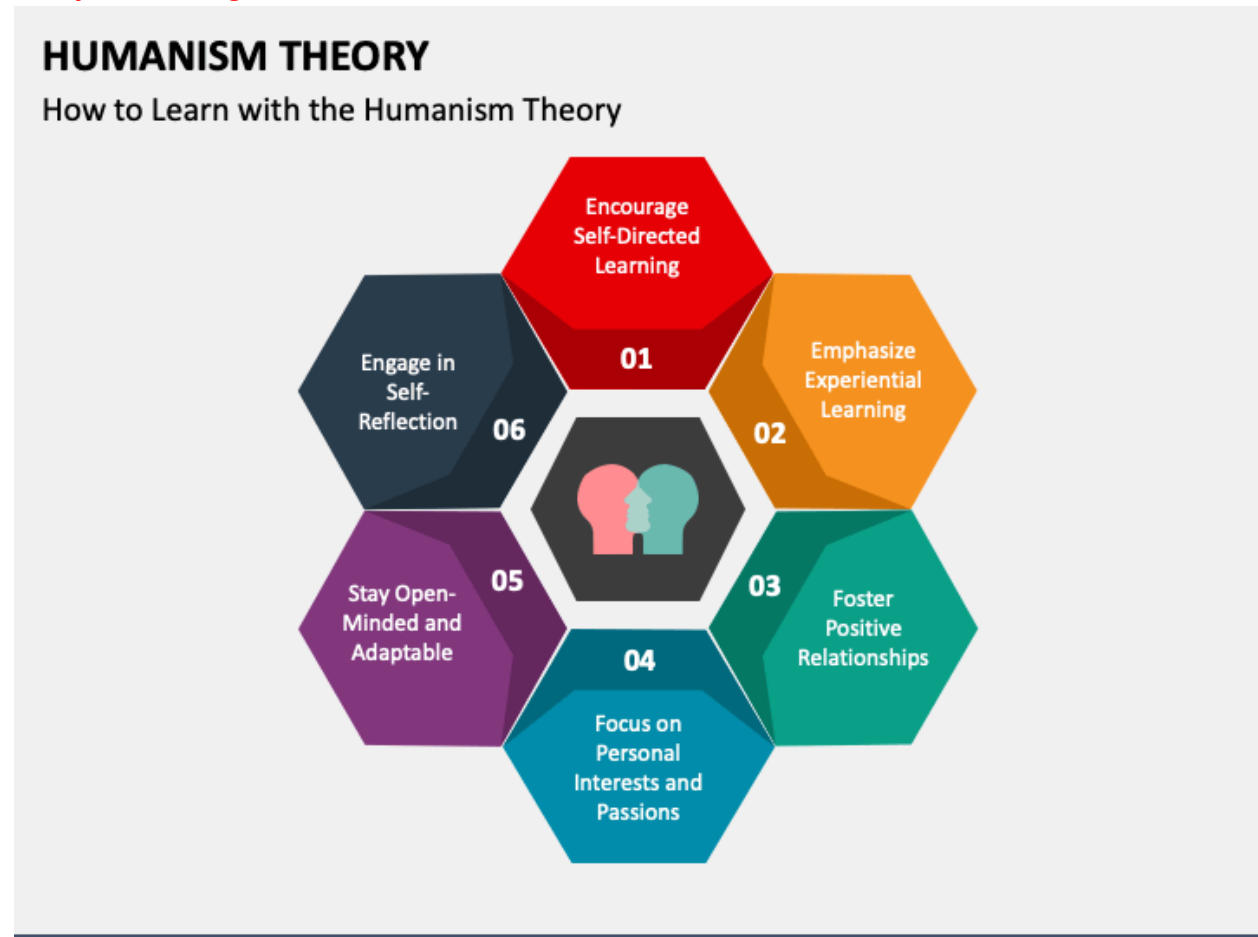 HUMANISM THEORY
How to Learn with the Humanism Theory
Encourage
Self-Directed
Learning
01
Emphasize
Experiential
Learning
02
03
Foster
Positive
Relationships
04
Focus on
Personal
Interests and
Passions
05
Stay Open-
Minded and
Adaptable
Engage in
Self-
Reflection
06